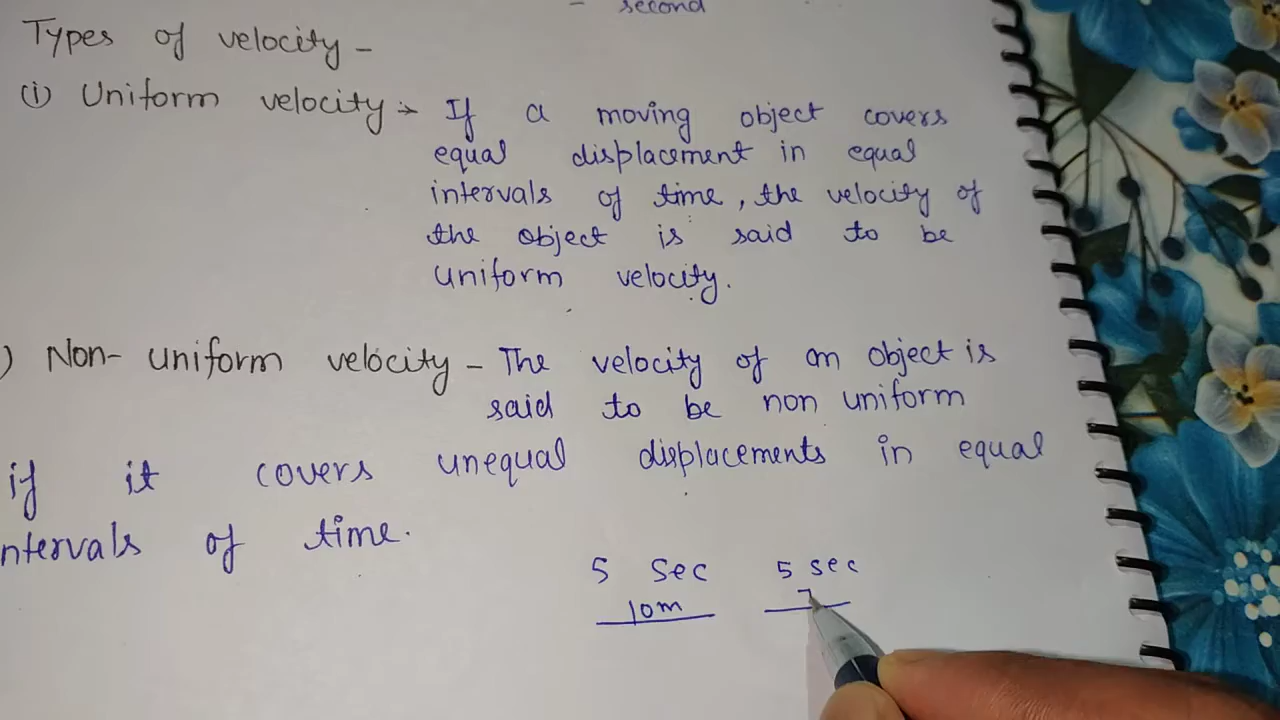 - second
Types of velocity -
(i) Uniform velocity :- If a moving object covers
equal displacement in equal
intervals of time, the velocity of
the object is said to be
uniform velocity.
) Non-uniform velocity - The velocity of an object is
said to be non uniform
if it covers unequal displacements in equal
ntervals of time.
5 Sec 5 sec
10m 7